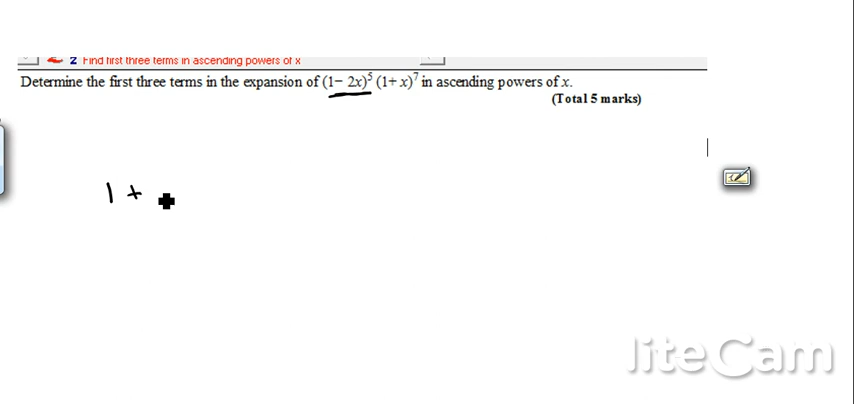 2 Find first three terms in ascending powers of x
Determine the first three terms in the expansion of (1− 2x)⁵ (1+ x)⁷ in ascending powers of x.
(Total 5 marks)
1 +
liteCam